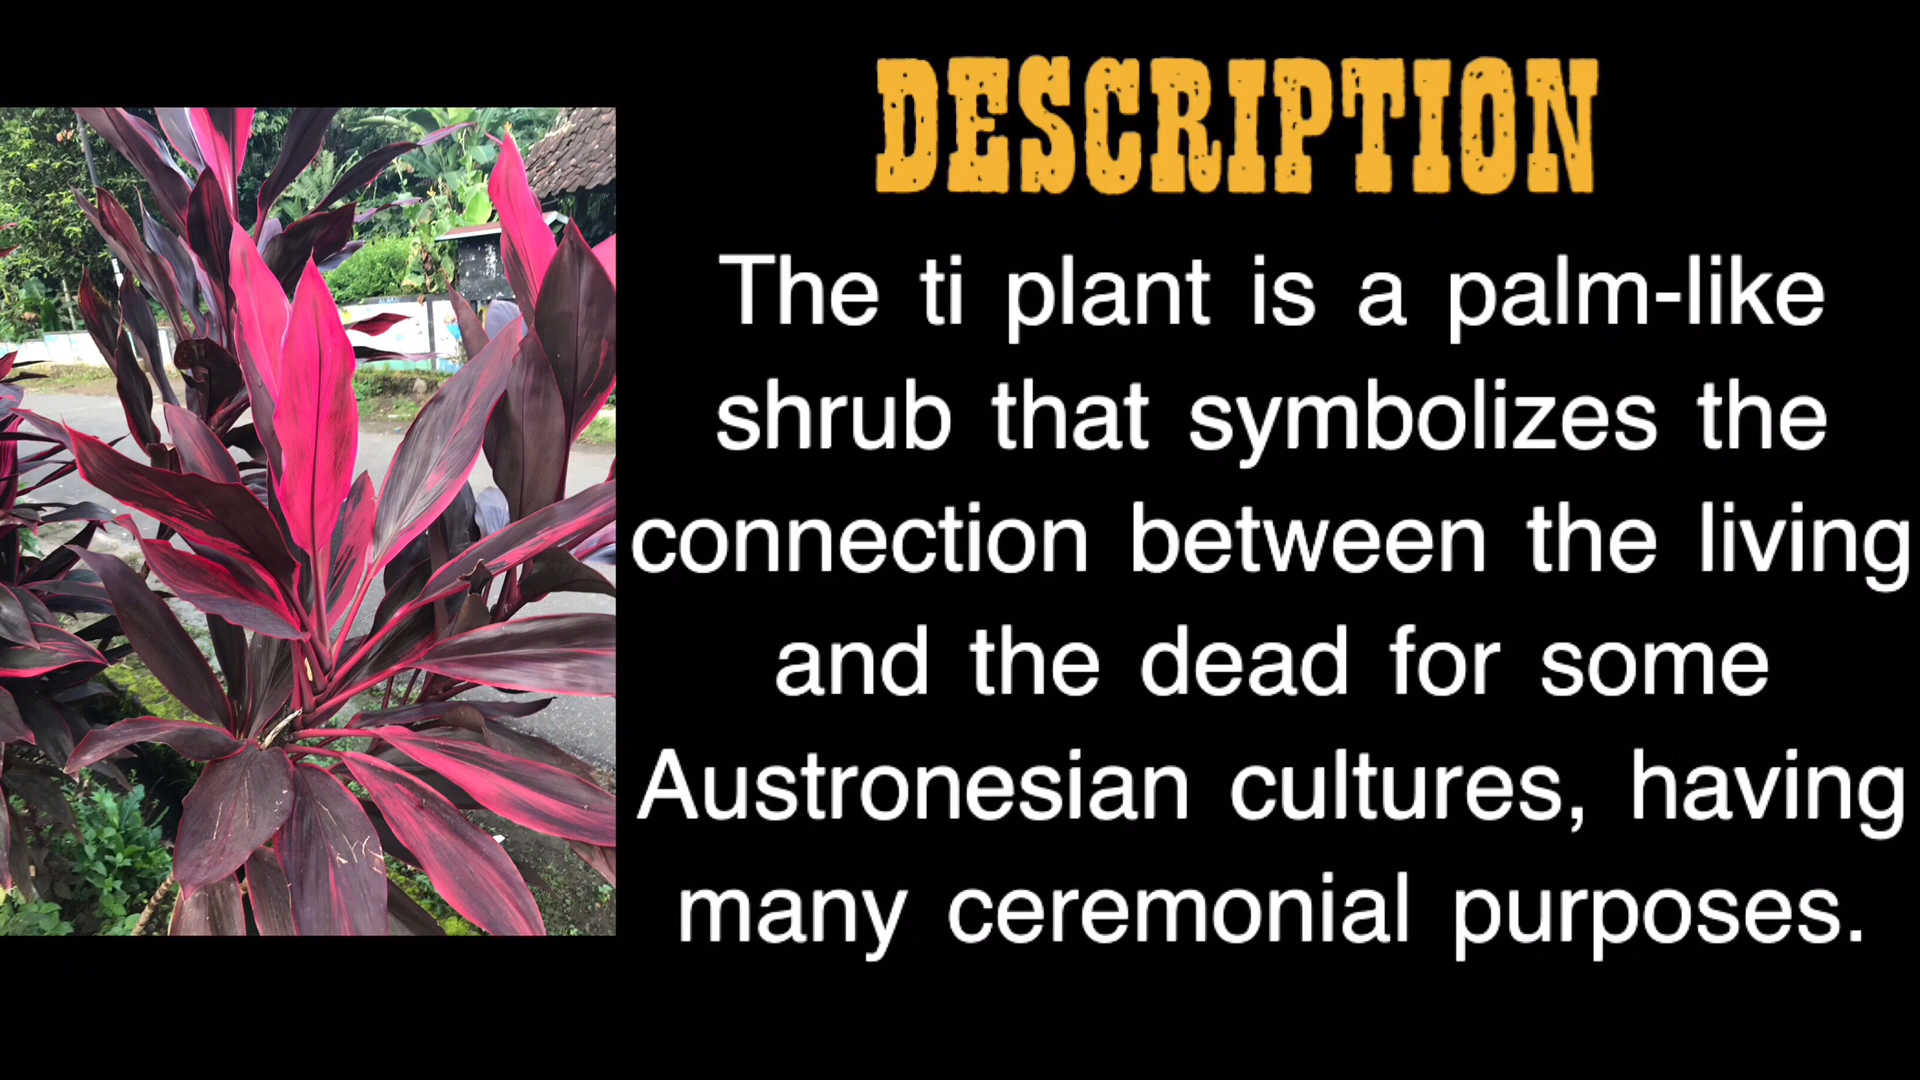 DESCRIPTION
The ti plant is a palm-like
shrub that symbolizes the
connection between the living
and the dead for some
Austronesian cultures, having
many ceremonial purposes.